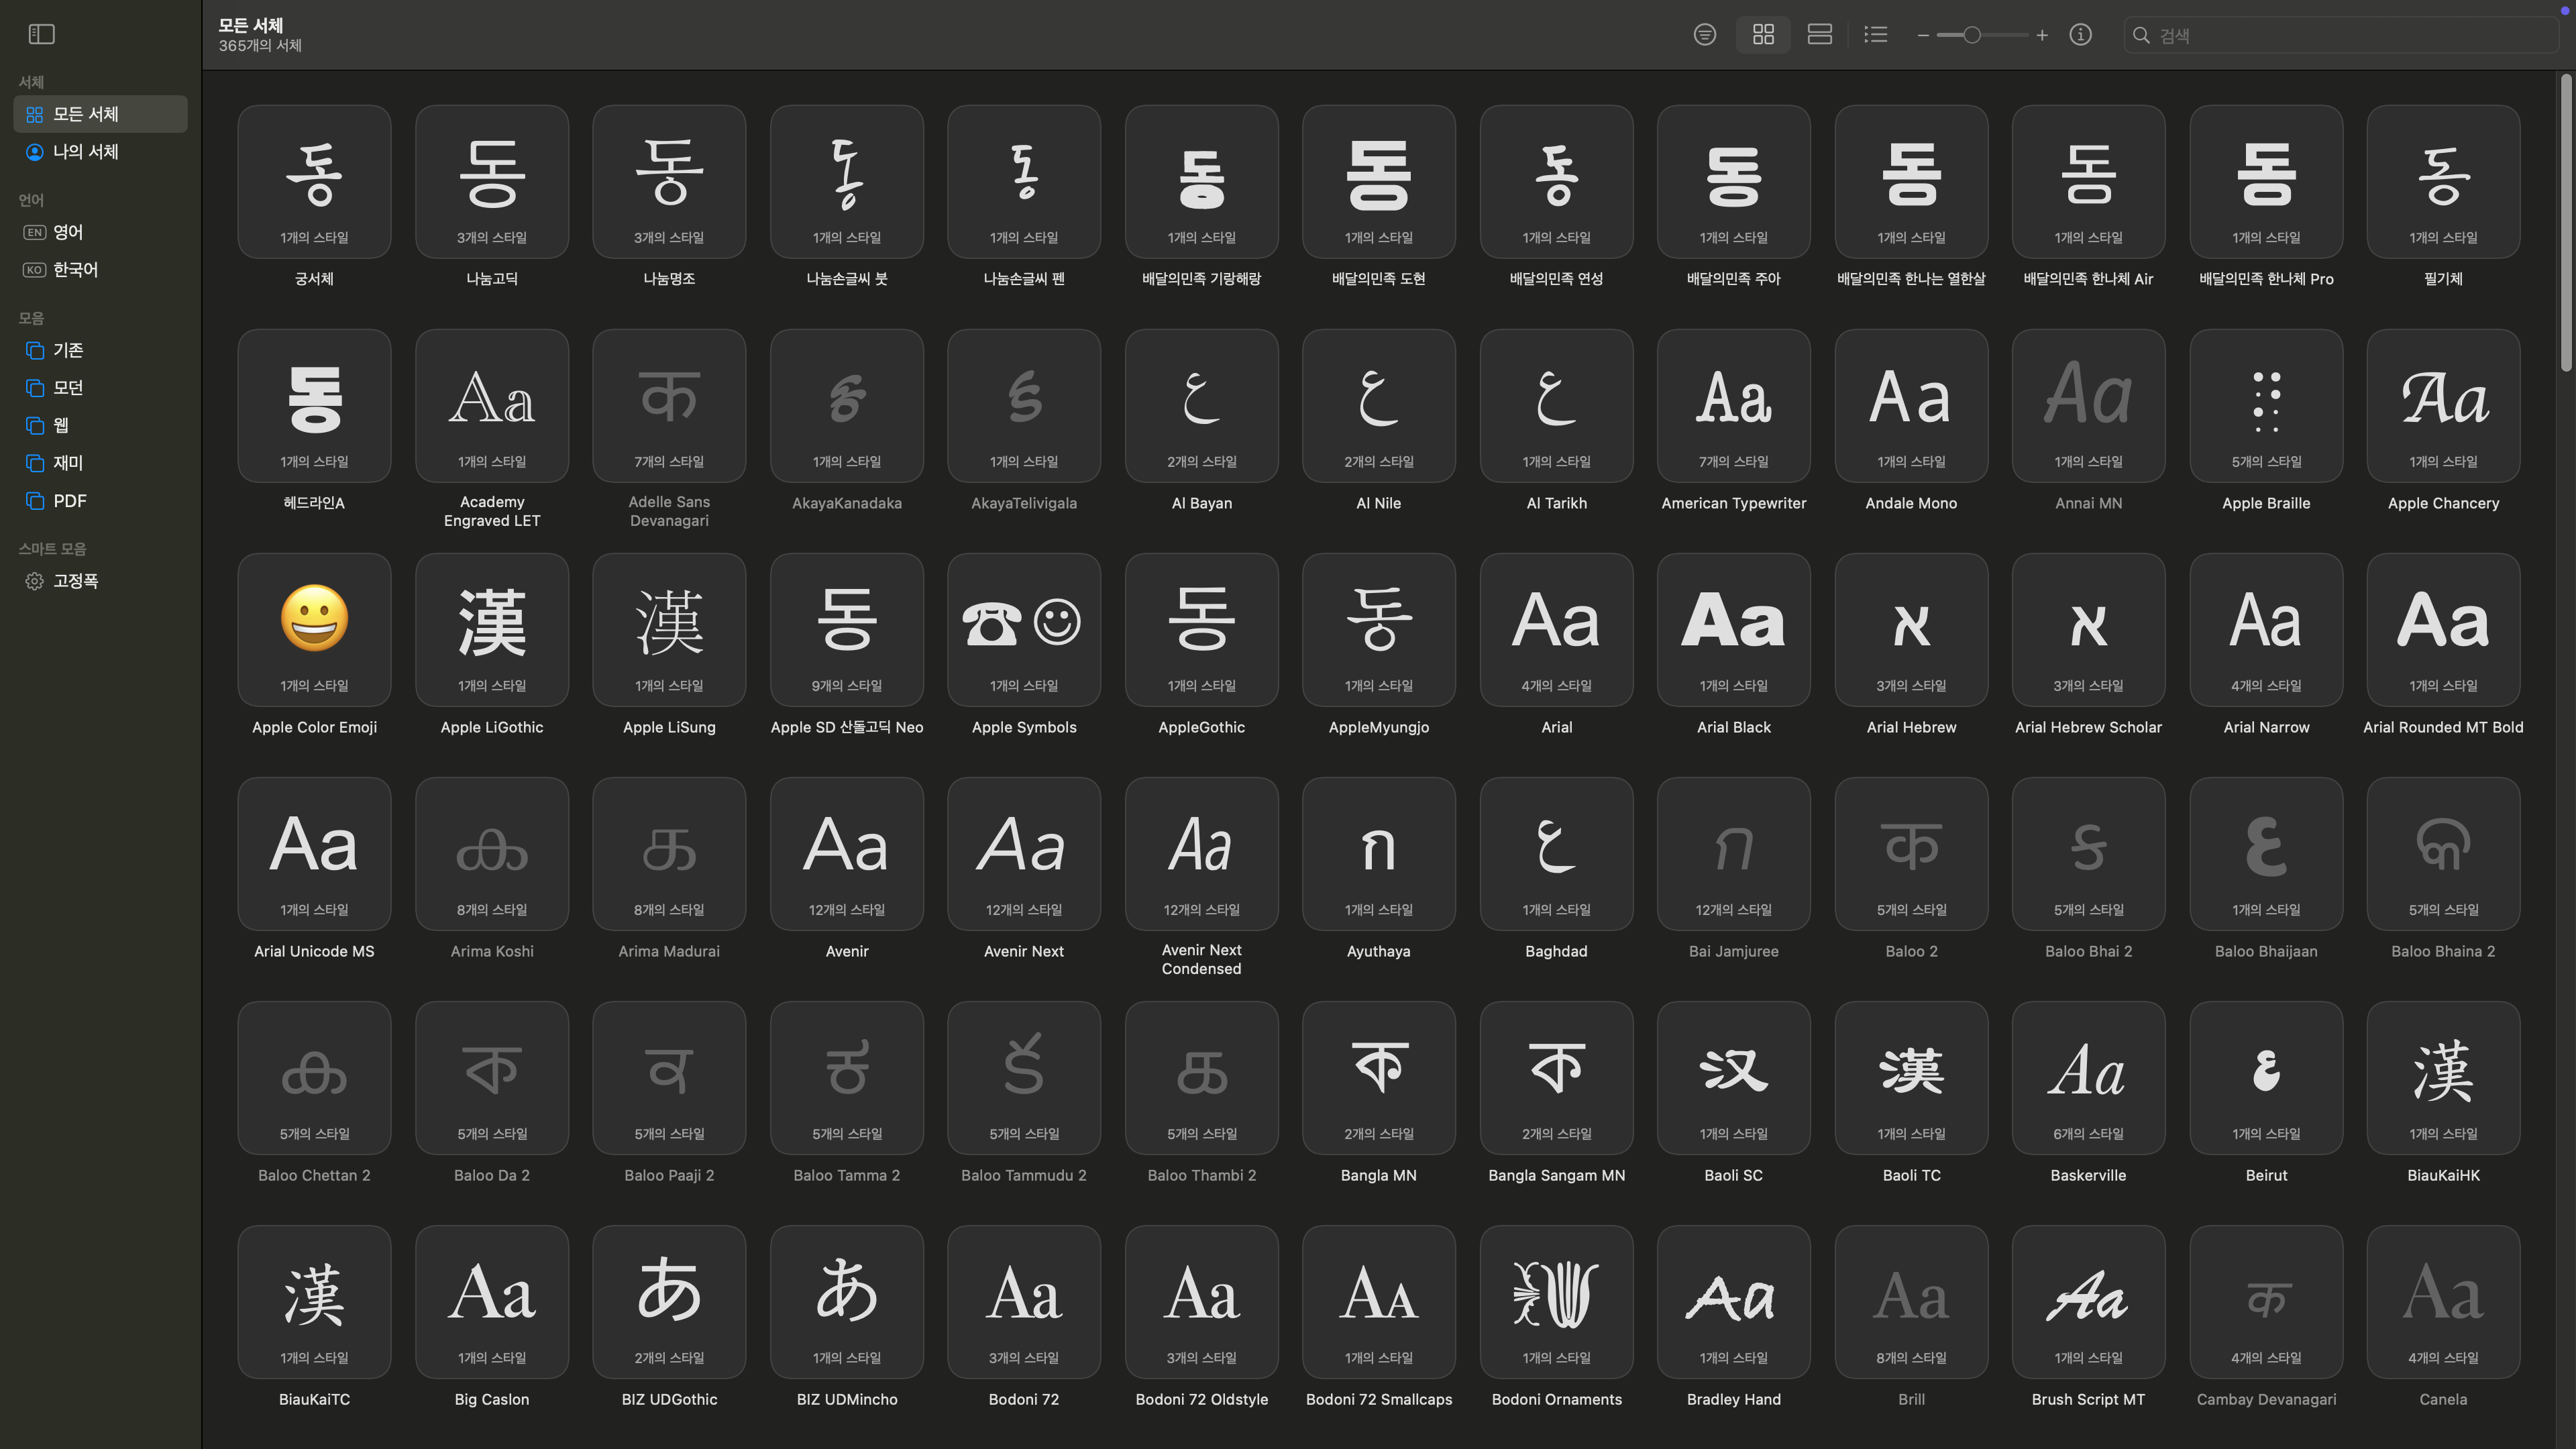 모든 서체
365개의 서체
검색
서체
모든 서체
나의 서체
언어
EN 영어
KO 한국어
모음
기존
모던
웹
재미
PDF
스마트 모음
고정폭
동 동 동 동 동 동 동 동 동 동 동 동 동
1개의 스타일 3개의 스타일 3개의 스타일 1개의 스타일 1개의 스타일 1개의 스타일 1개의 스타일 1개의 스타일 1개의 스타일 1개의 스타일 1개의 스타일 1개의 스타일 1개의 스타일
궁서체 나눔고딕 나눔명조 나눔손글씨 붓 나눔손글씨 펜 배달의민족 기랑해랑 배달의민족 도현 배달의민족 연성 배달의민족 주아 배달의민족 한나는 열한살 배달의민족 한나체 Air 배달의민족 한나체 Pro 필기체
동 Aa क ಕ క ع ع ع Aa Aa Aa Aa
1개의 스타일 1개의 스타일 7개의 스타일 1개의 스타일 1개의 스타일 2개의 스타일 2개의 스타일 1개의 스타일 7개의 스타일 1개의 스타일 1개의 스타일 5개의 스타일 1개의 스타일
헤드라인A Academy Engraved LET Adelle Sans Devanagari AkayaKanadaka AkayaTelivigala Al Bayan Al Nile Al Tarikh American Typewriter Andale Mono Annai MN Apple Braille Apple Chancery
😀 漢 漢 동 ☎☺ 동 동 Aa Aa א א Aa Aa
1개의 스타일 1개의 스타일 1개의 스타일 9개의 스타일 1개의 스타일 1개의 스타일 1개의 스타일 4개의 스타일 1개의 스타일 3개의 스타일 3개의 스타일 4개의 스타일 1개의 스타일
Apple Color Emoji Apple LiGothic Apple LiSung Apple SD 산돌고딕 Neo Apple Symbols AppleGothic AppleMyungjo Arial Arial Black Arial Hebrew Arial Hebrew Scholar Arial Narrow Arial Rounded MT Bold
Aa ക க Aa Aa Aa ก ع ก क ક ع କ
1개의 스타일 8개의 스타일 8개의 스타일 12개의 스타일 12개의 스타일 12개의 스타일 1개의 스타일 1개의 스타일 12개의 스타일 5개의 스타일 5개의 스타일 1개의 스타일 5개의 스타일
Arial Unicode MS Arima Koshi Arima Madurai Avenir Avenir Next Avenir Next Condensed Ayuthaya Baghdad Bai Jamjuree Baloo 2 Baloo Bhai 2 Baloo Bhaijaan Baloo Bhaina 2
ക ক ਕ ಕ క க ক ক 汉 漢 Aa ع 漢
5개의 스타일 5개의 스타일 5개의 스타일 5개의 스타일 5개의 스타일 5개의 스타일 2개의 스타일 2개의 스타일 1개의 스타일 1개의 스타일 6개의 스타일 1개의 스타일 1개의 스타일
Baloo Chettan 2 Baloo Da 2 Baloo Paaji 2 Baloo Tamma 2 Baloo Tammudu 2 Baloo Thambi 2 Bangla MN Bangla Sangam MN Baoli SC Baoli TC Baskerville Beirut BiauKaiHK
漢 Aa あ あ Aa Aa Aa Aa Aa Aa क Aa
1개의 스타일 1개의 스타일 2개의 스타일 1개의 스타일 3개의 스타일 3개의 스타일 1개의 스타일 1개의 스타일 1개의 스타일 8개의 스타일 1개의 스타일 4개의 스타일 4개의 스타일
BiauKaiTC Big Caslon BIZ UDGothic BIZ UDMincho Bodoni 72 Bodoni 72 Oldstyle Bodoni 72 Smallcaps Bodoni Ornaments Bradley Hand Brill Brush Script MT Cambay Devanagari Canela